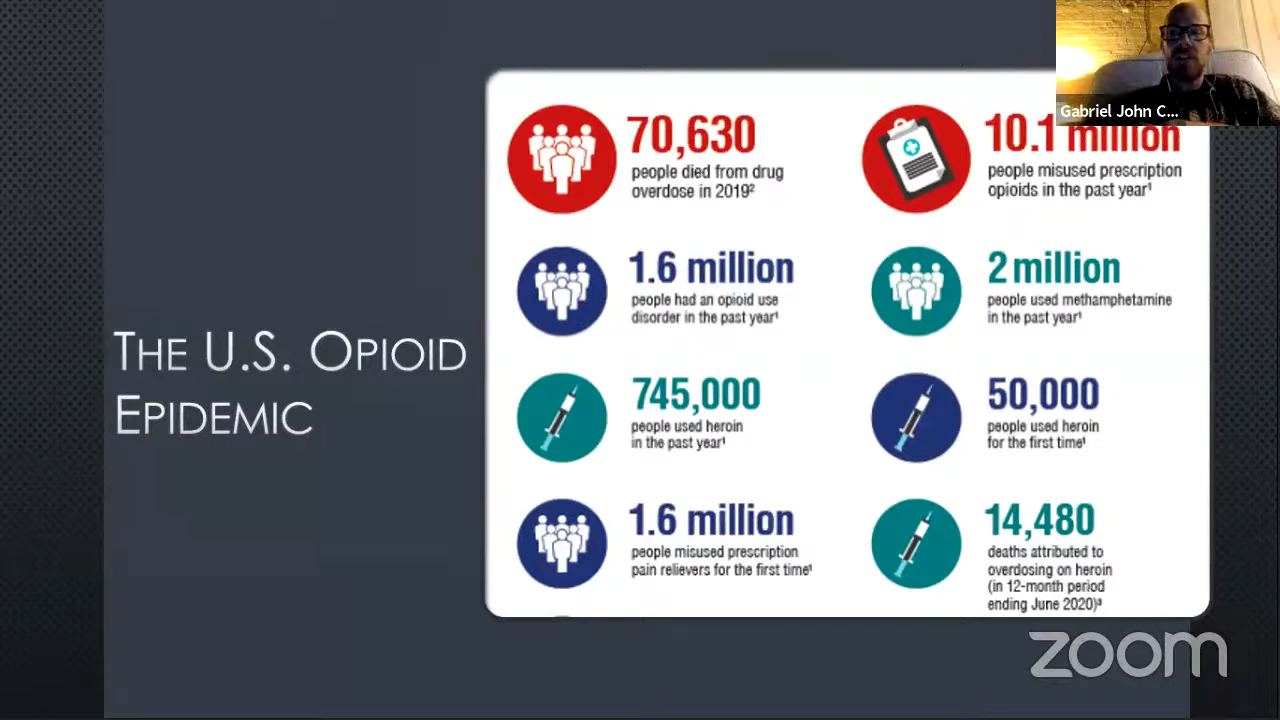 THE U.S. OPIOID
EPIDEMIC
70,630
people died from drug
overdose in 2019²
10.1 million
people misused prescription
opioids in the past year¹
1.6 million
people had an opioid use
disorder in the past year¹
2 million
people used methamphetamine
in the past year¹
745,000
people used heroin
in the past year¹
50,000
people used heroin
for the first time¹
1.6 million
people misused prescription
pain relievers for the first time¹
14,480
deaths attributed to
overdosing on heroin
(in 12-month period
ending June 2020)³
Gabriel John C...
zoom